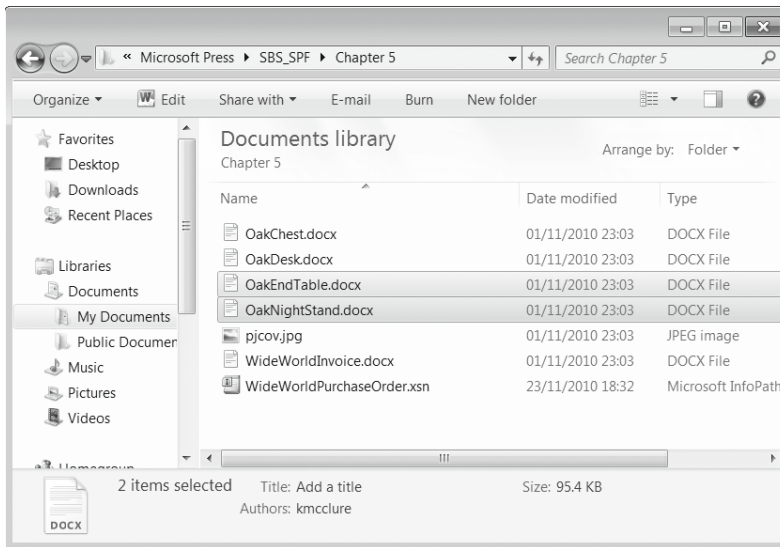 « Microsoft Press ▸ SBS_SPF ▸ Chapter 5
Search Chapter 5
Organize Edit Share with E-mail Burn New folder
Favorites
Desktop
Downloads
Recent Places
Libraries
Documents
My Documents
Public Documen
Music
Pictures
Videos
Documents library
Chapter 5
Arrange by: Folder
Name Date modified Type
OakChest.docx 01/11/2010 23:03 DOCX File
OakDesk.docx 01/11/2010 23:03 DOCX File
OakEndTable.docx 01/11/2010 23:03 DOCX File
OakNightStand.docx 01/11/2010 23:03 DOCX File
pjcov.jpg 01/11/2010 23:03 JPEG image
WideWorldInvoice.docx 01/11/2010 23:03 DOCX File
WideWorldPurchaseOrder.xsn 23/11/2010 18:32 Microsoft InfoPath
DOCX
2 items selected Title: Add a title Size: 95.4 KB
Authors: kmcclure